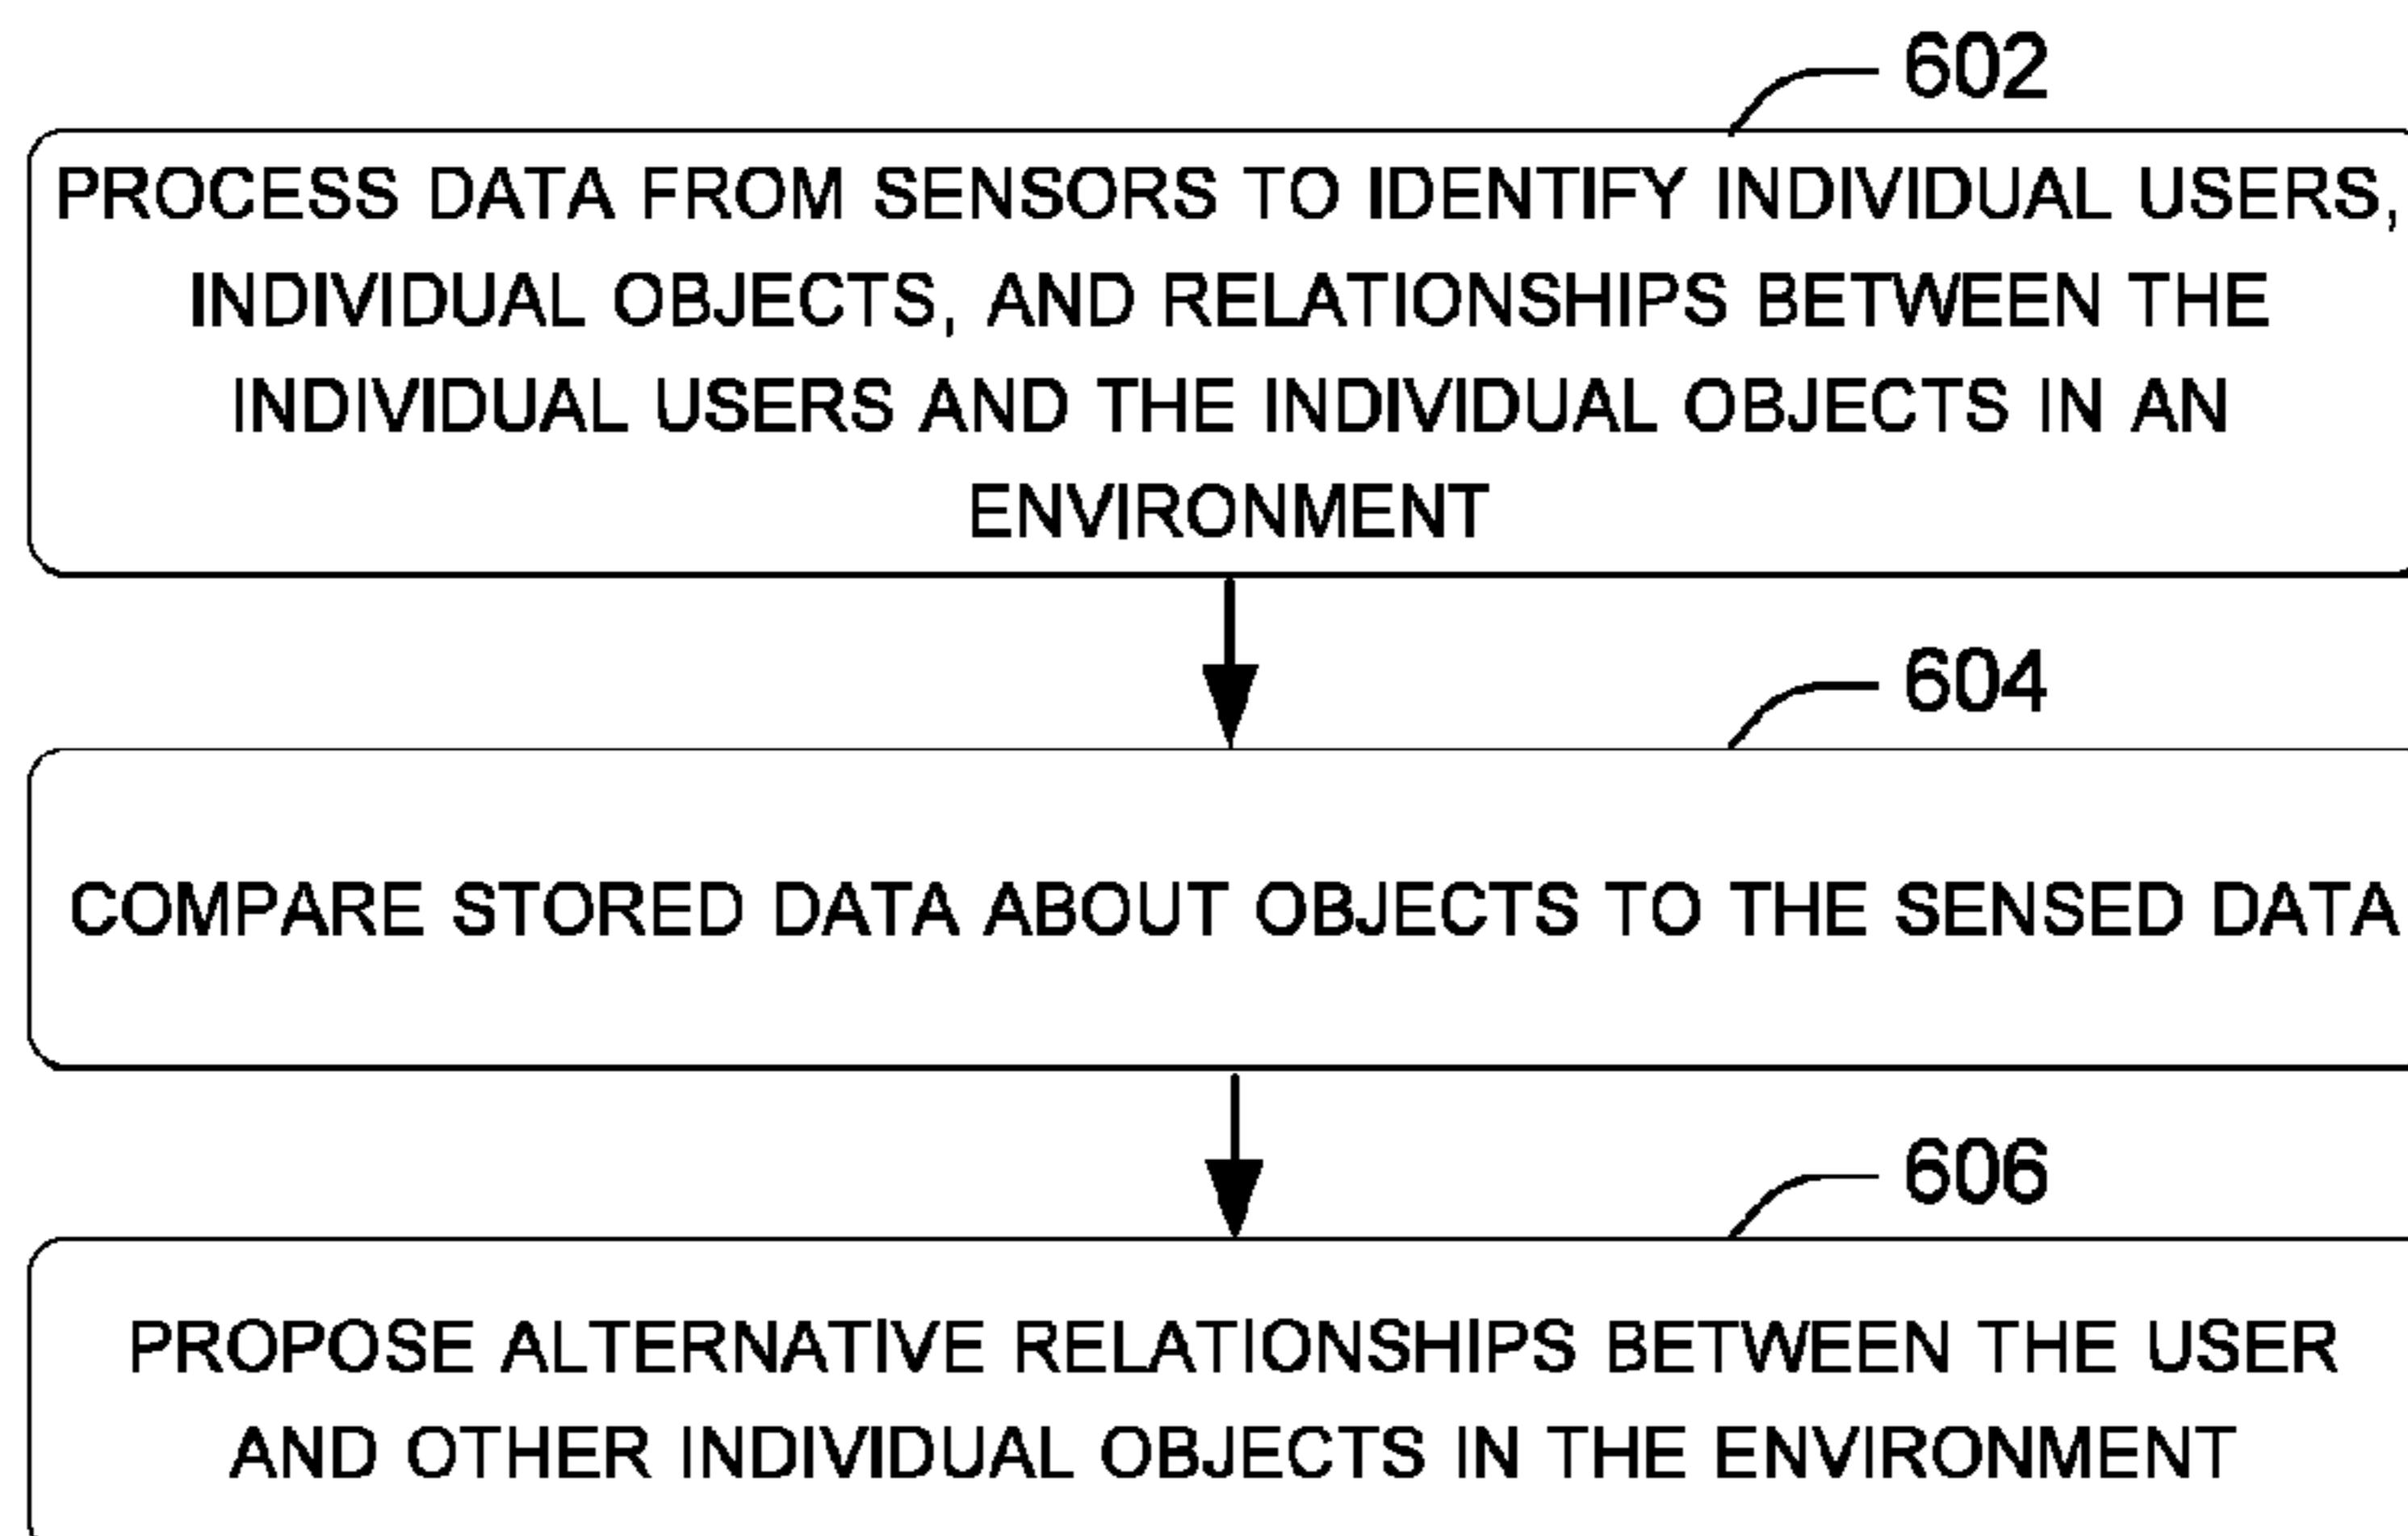 602
PROCESS DATA FROM SENSORS TO IDENTIFY INDIVIDUAL USERS,
INDIVIDUAL OBJECTS, AND RELATIONSHIPS BETWEEN THE
INDIVIDUAL USERS AND THE INDIVIDUAL OBJECTS IN AN
ENVIRONMENT
604
COMPARE STORED DATA ABOUT OBJECTS TO THE SENSED DATA
606
PROPOSE ALTERNATIVE RELATIONSHIPS BETWEEN THE USER
AND OTHER INDIVIDUAL OBJECTS IN THE ENVIRONMENT